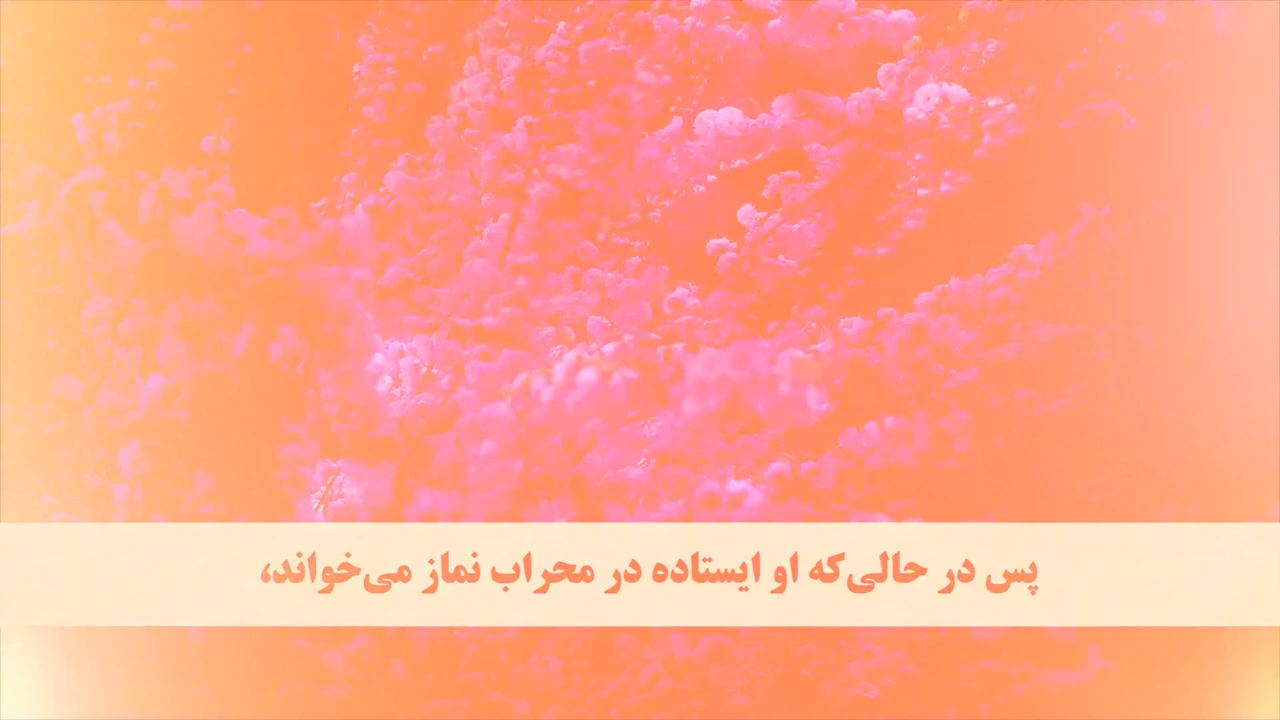 پس در حالی‌که او ایستاده در محراب نماز می‌خواند،